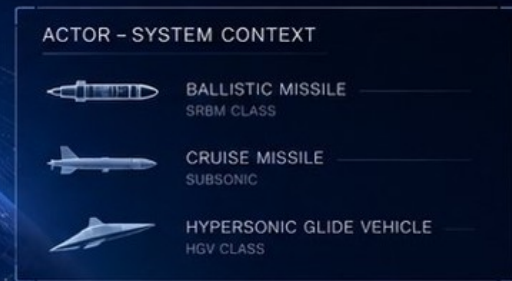 ACTOR – SYSTEM CONTEXT
BALLISTIC MISSILE
SRBM CLASS
CRUISE MISSILE
SUBSONIC
HYPERSONIC GLIDE VEHICLE
HGV CLASS